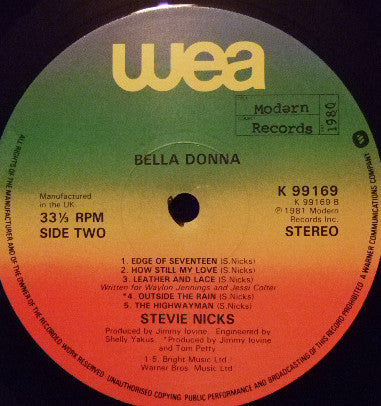 wea
Modern
Records
1980
BELLA DONNA
Manufactured
in the UK
33⅓ RPM
SIDE TWO
K 99169
K 99169 B
℗ 1981 Modern
Records Inc.
STEREO
1. EDGE OF SEVENTEEN (S.Nicks)
2. HOW STILL MY LOVE (S.Nicks)
3. LEATHER AND LACE (S.Nicks)
Written for Waylon Jennings and Jessi Colter
*4. OUTSIDE THE RAIN (S.Nicks)
5. THE HIGHWAYMAN (S.Nicks)
STEVIE NICKS
Produced by Jimmy Iovine. Engineered by
Shelly Yakus. *Produced by Jimmy Iovine
and Tom Petty.
1-5. Bright Music Ltd./
Warner Bros. Music Ltd.
ALL RIGHTS OF THE MANUFACTURER AND OF THE OWNER OF THE RECORDED WORK RESERVED. UNAUTHORISED COPYING PUBLIC PERFORMANCE AND BROADCASTING OF THIS RECORD PROHIBITED. A WARNER COMMUNICATIONS COMPANY.